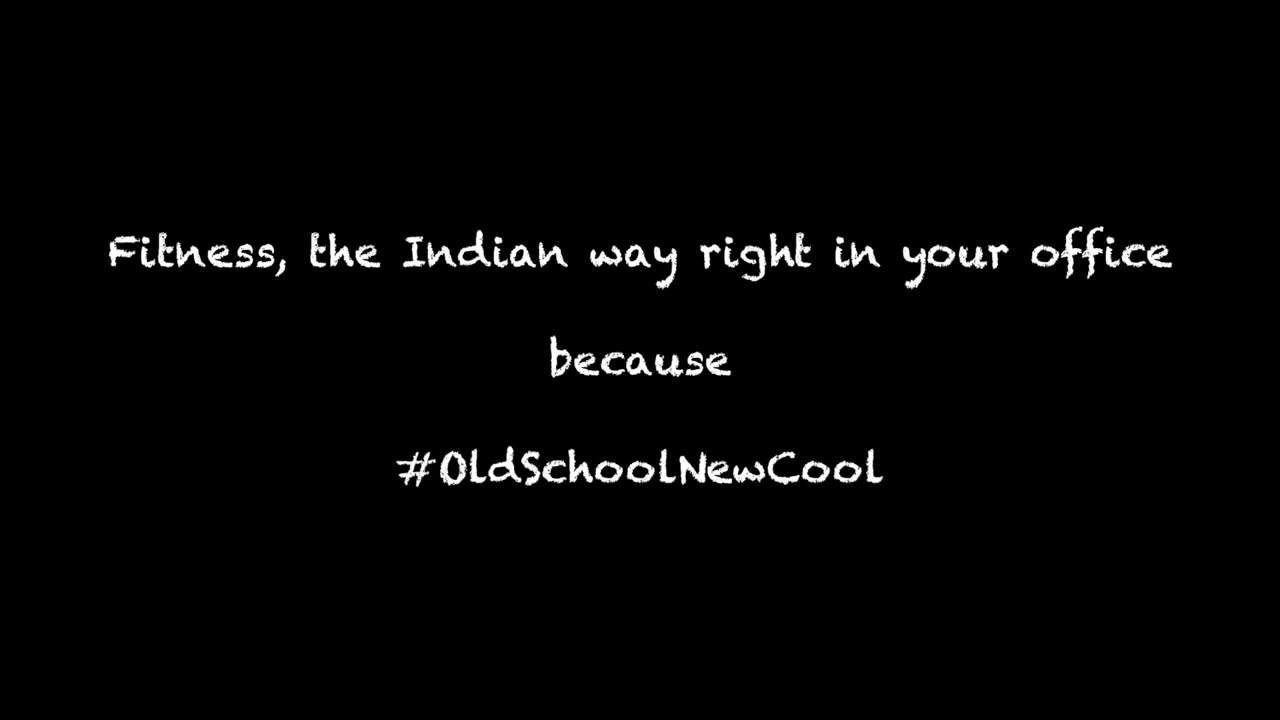 Fitness, the Indian way right in your office
because
#OldSchoolNewCool